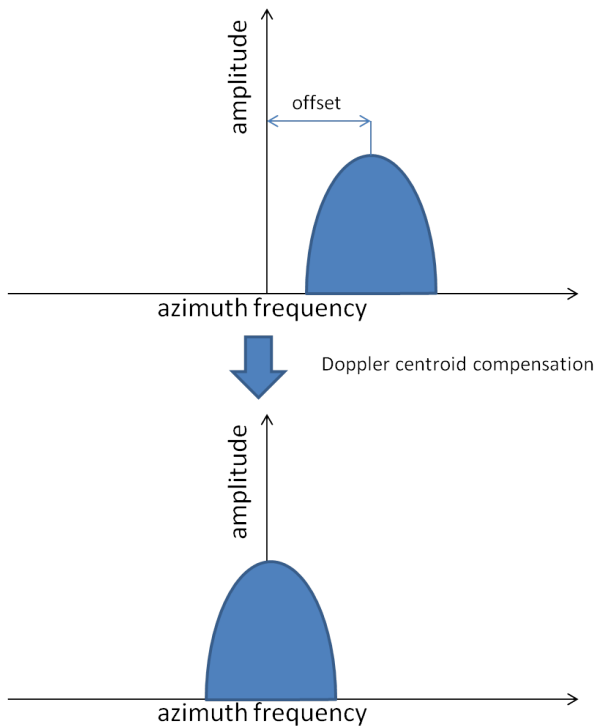 amplitude
offset
azimuth frequency
Doppler centroid compensation
amplitude
azimuth frequency